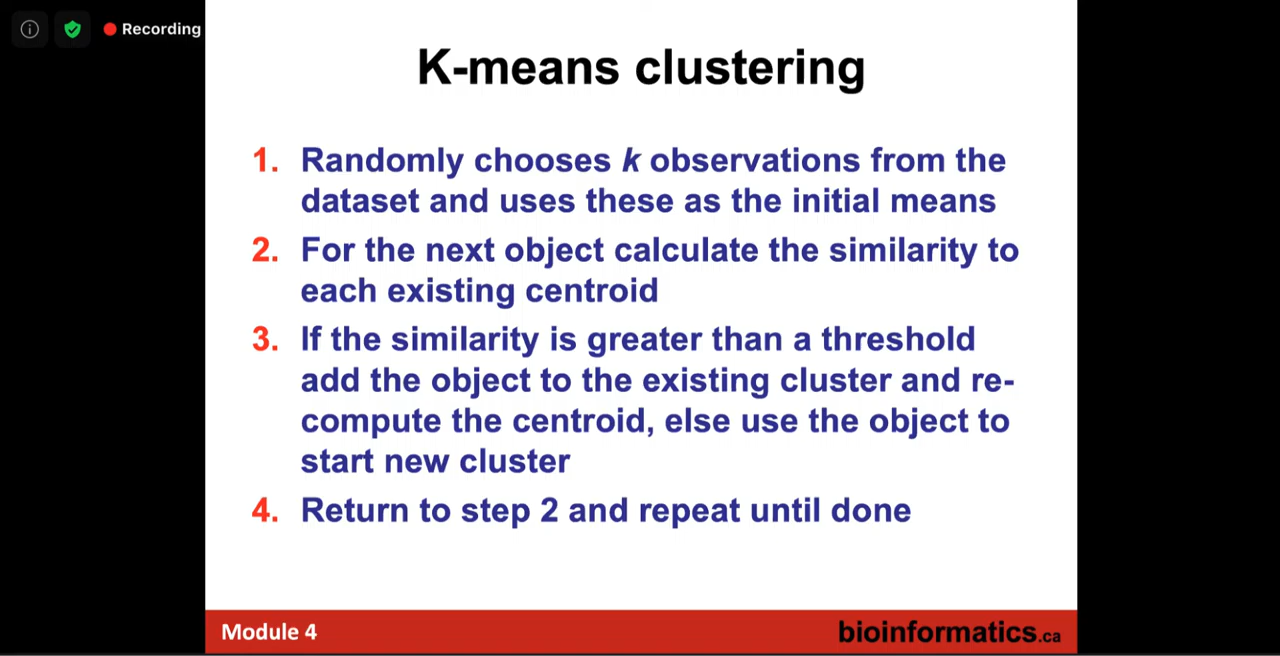 Recording
K-means clustering
1. Randomly chooses k observations from the
dataset and uses these as the initial means
2. For the next object calculate the similarity to
each existing centroid
3. If the similarity is greater than a threshold
add the object to the existing cluster and re-
compute the centroid, else use the object to
start new cluster
4. Return to step 2 and repeat until done
Module 4
bioinformatics.ca